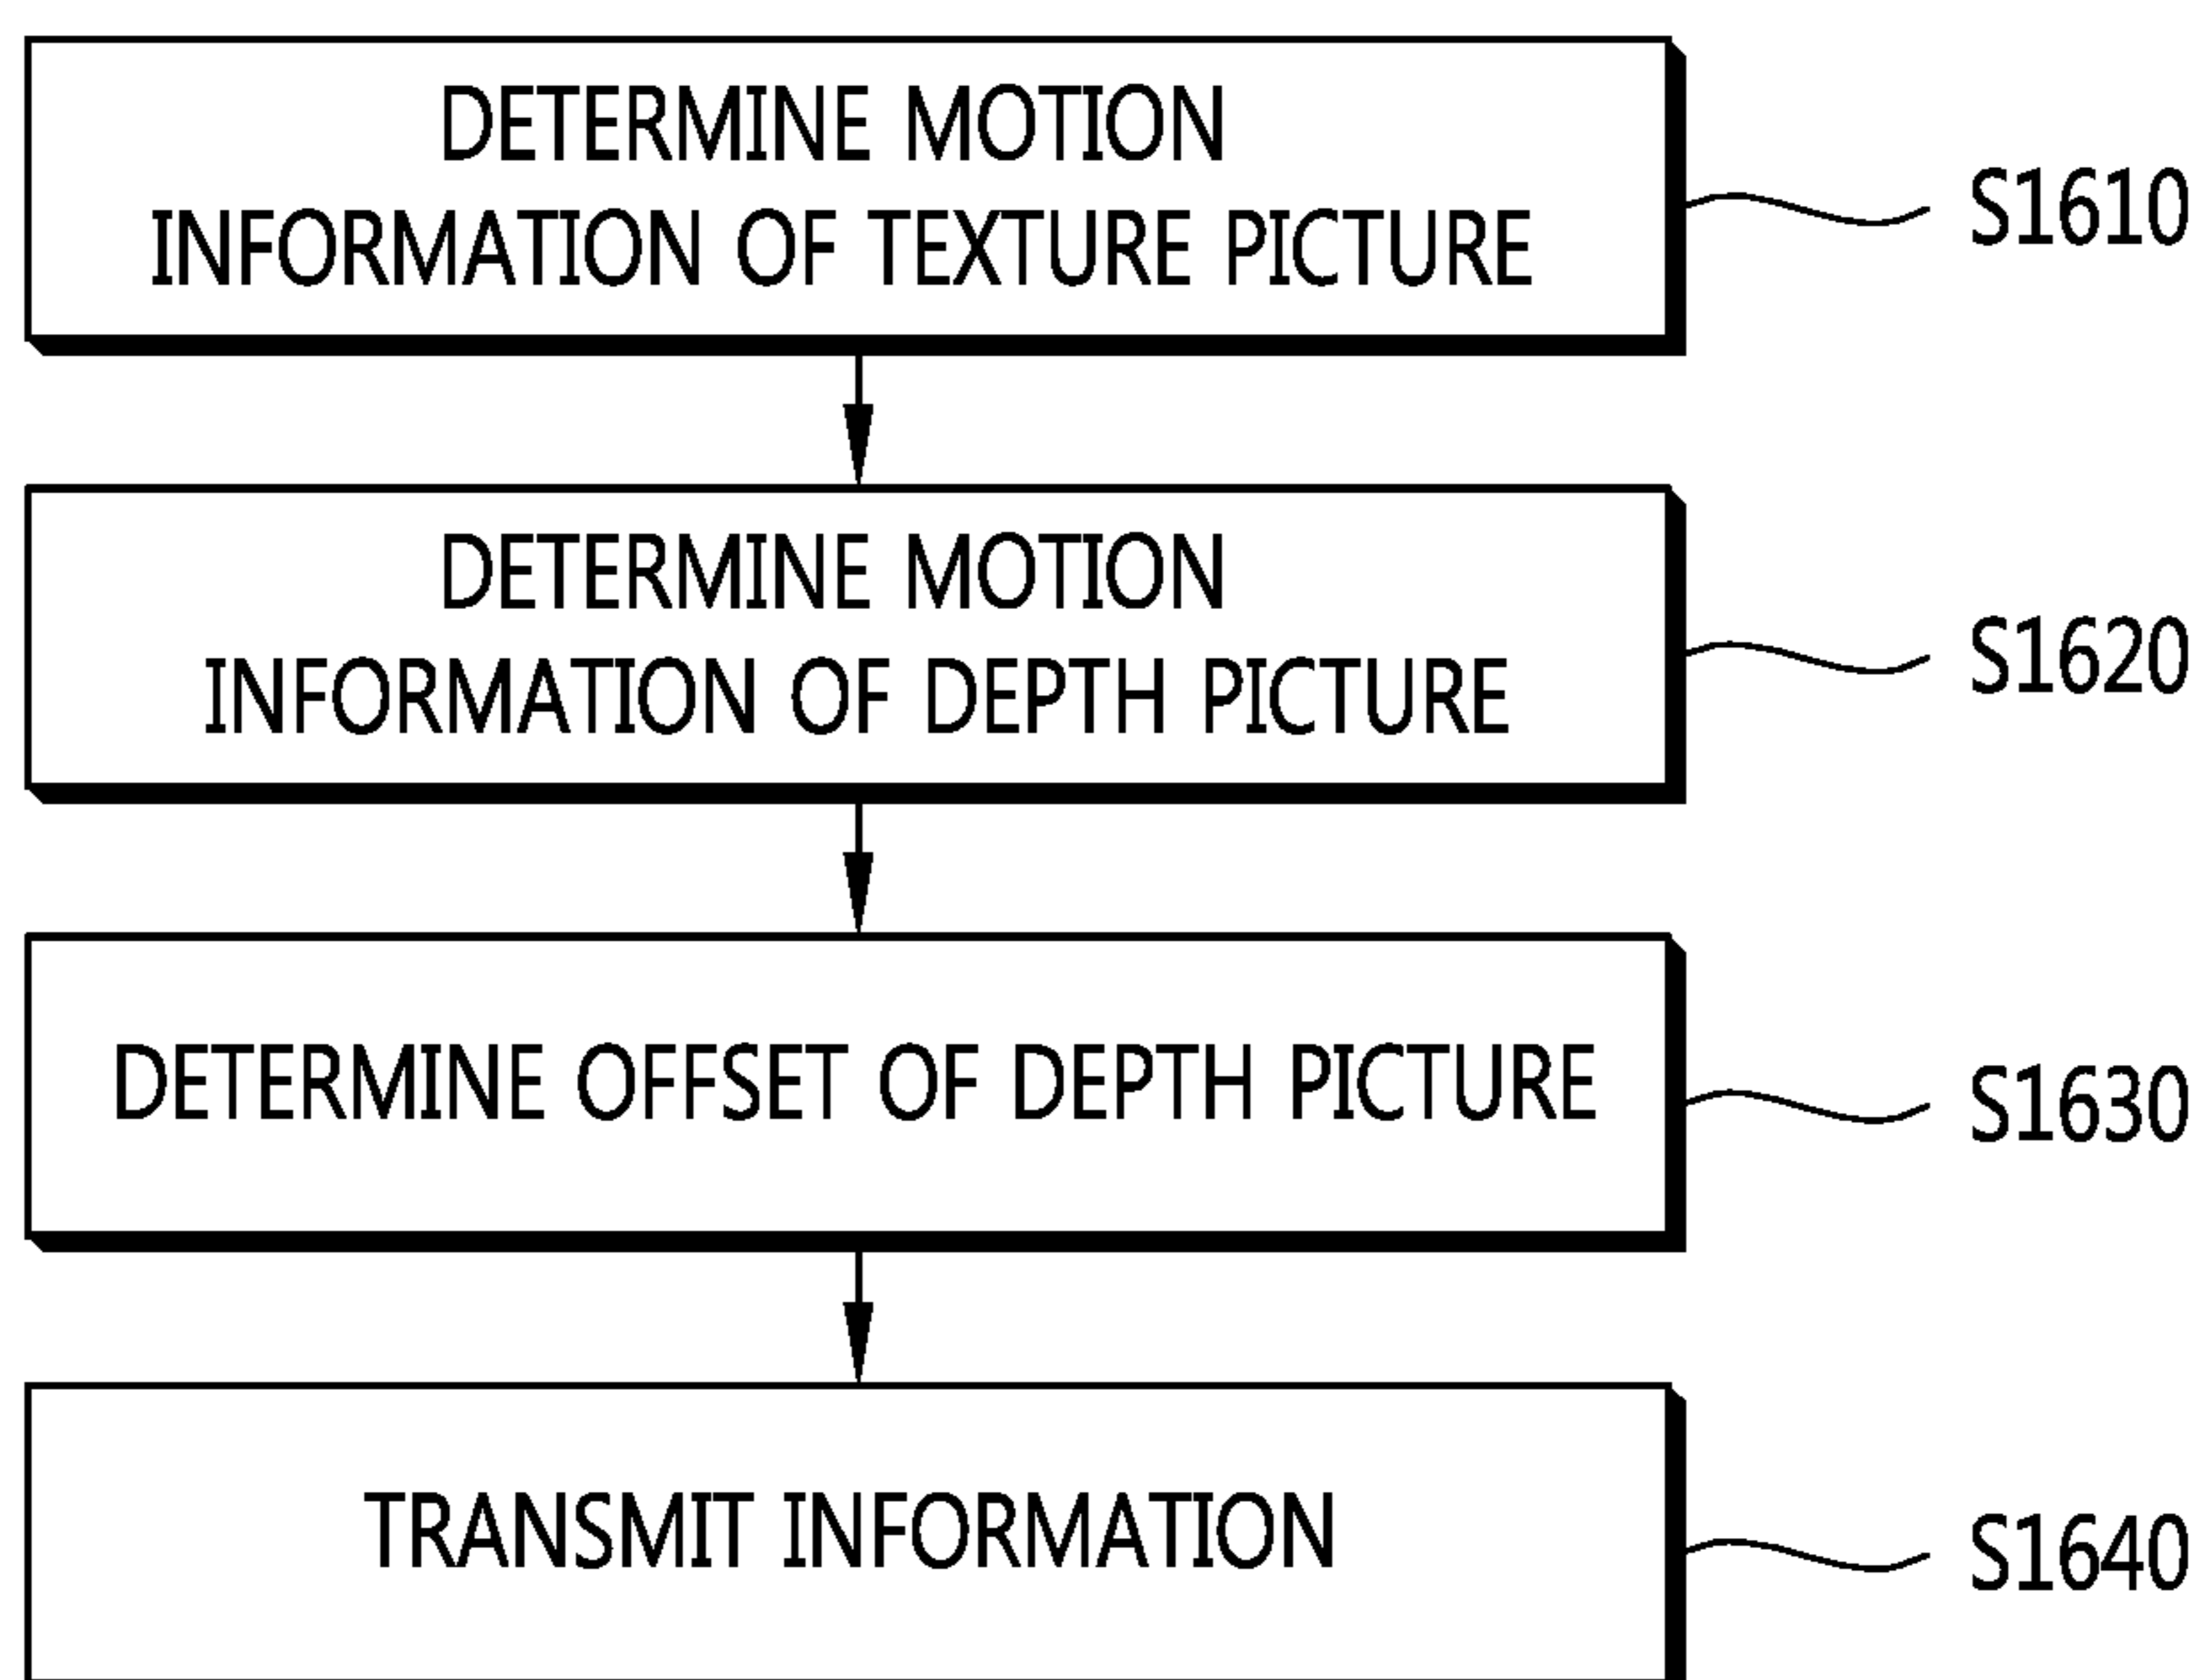 DETERMINE MOTION
INFORMATION OF TEXTURE PICTURE
S1610
DETERMINE MOTION
INFORMATION OF DEPTH PICTURE
S1620
DETERMINE OFFSET OF DEPTH PICTURE
S1630
TRANSMIT INFORMATION
S1640